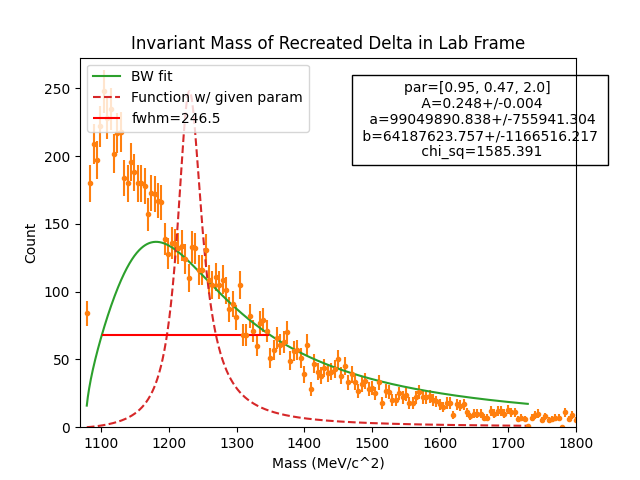 Invariant Mass of Recreated Delta in Lab Frame
BW fit
Function w/ given param
fwhm=246.5
par=[0.95, 0.47, 2.0]
A=0.248+/-0.004
a=99049890.838+/-755941.304
b=64187623.757+/-1166516.217
chi_sq=1585.391
Count
250
200
150
100
50
0
1100 1200 1300 1400 1500 1600 1700 1800
Mass (MeV/c^2)